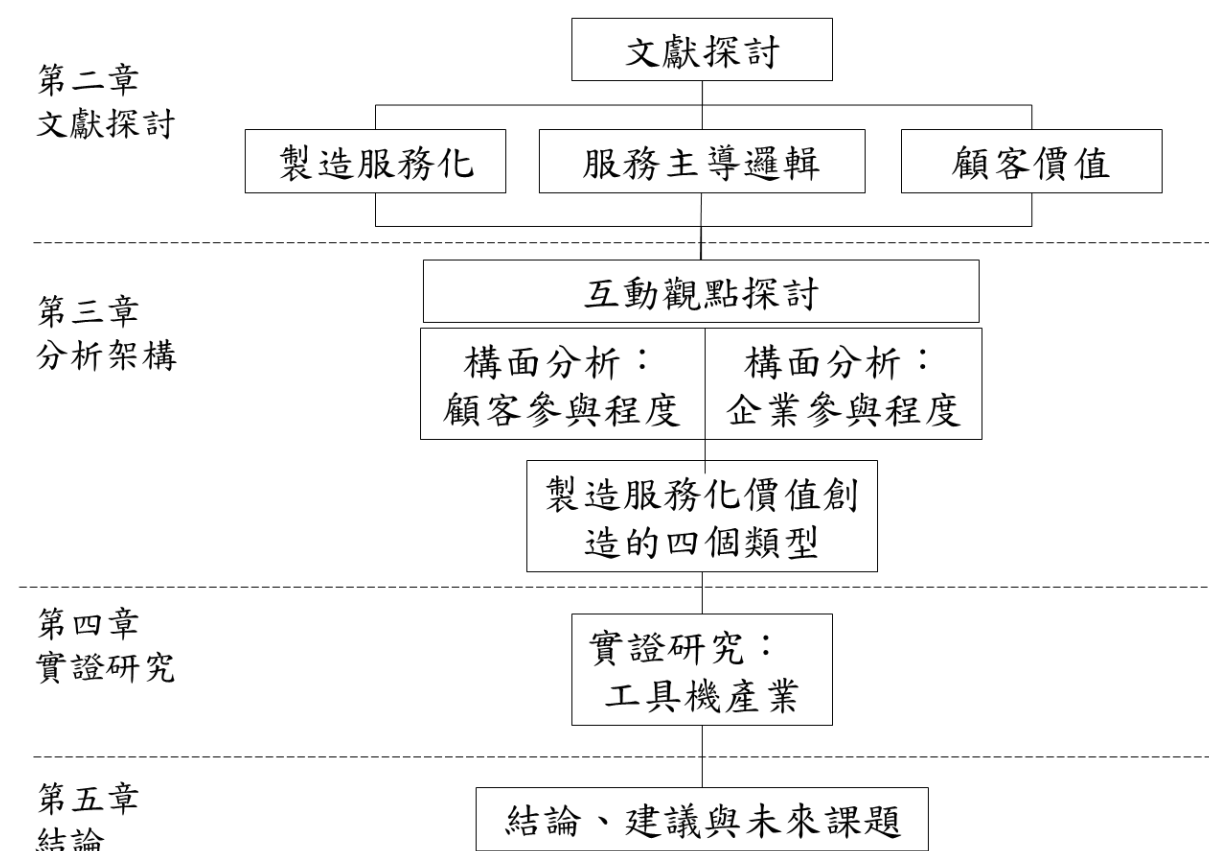 第二章
文獻探討
文獻探討
製造服務化
服務主導邏輯
顧客價值
第三章
分析架構
互動觀點探討
構面分析：
顧客參與程度
構面分析：
企業參與程度
製造服務化價值創
造的四個類型
第四章
實證研究
實證研究：
工具機產業
第五章
結論
結論、建議與未來課題